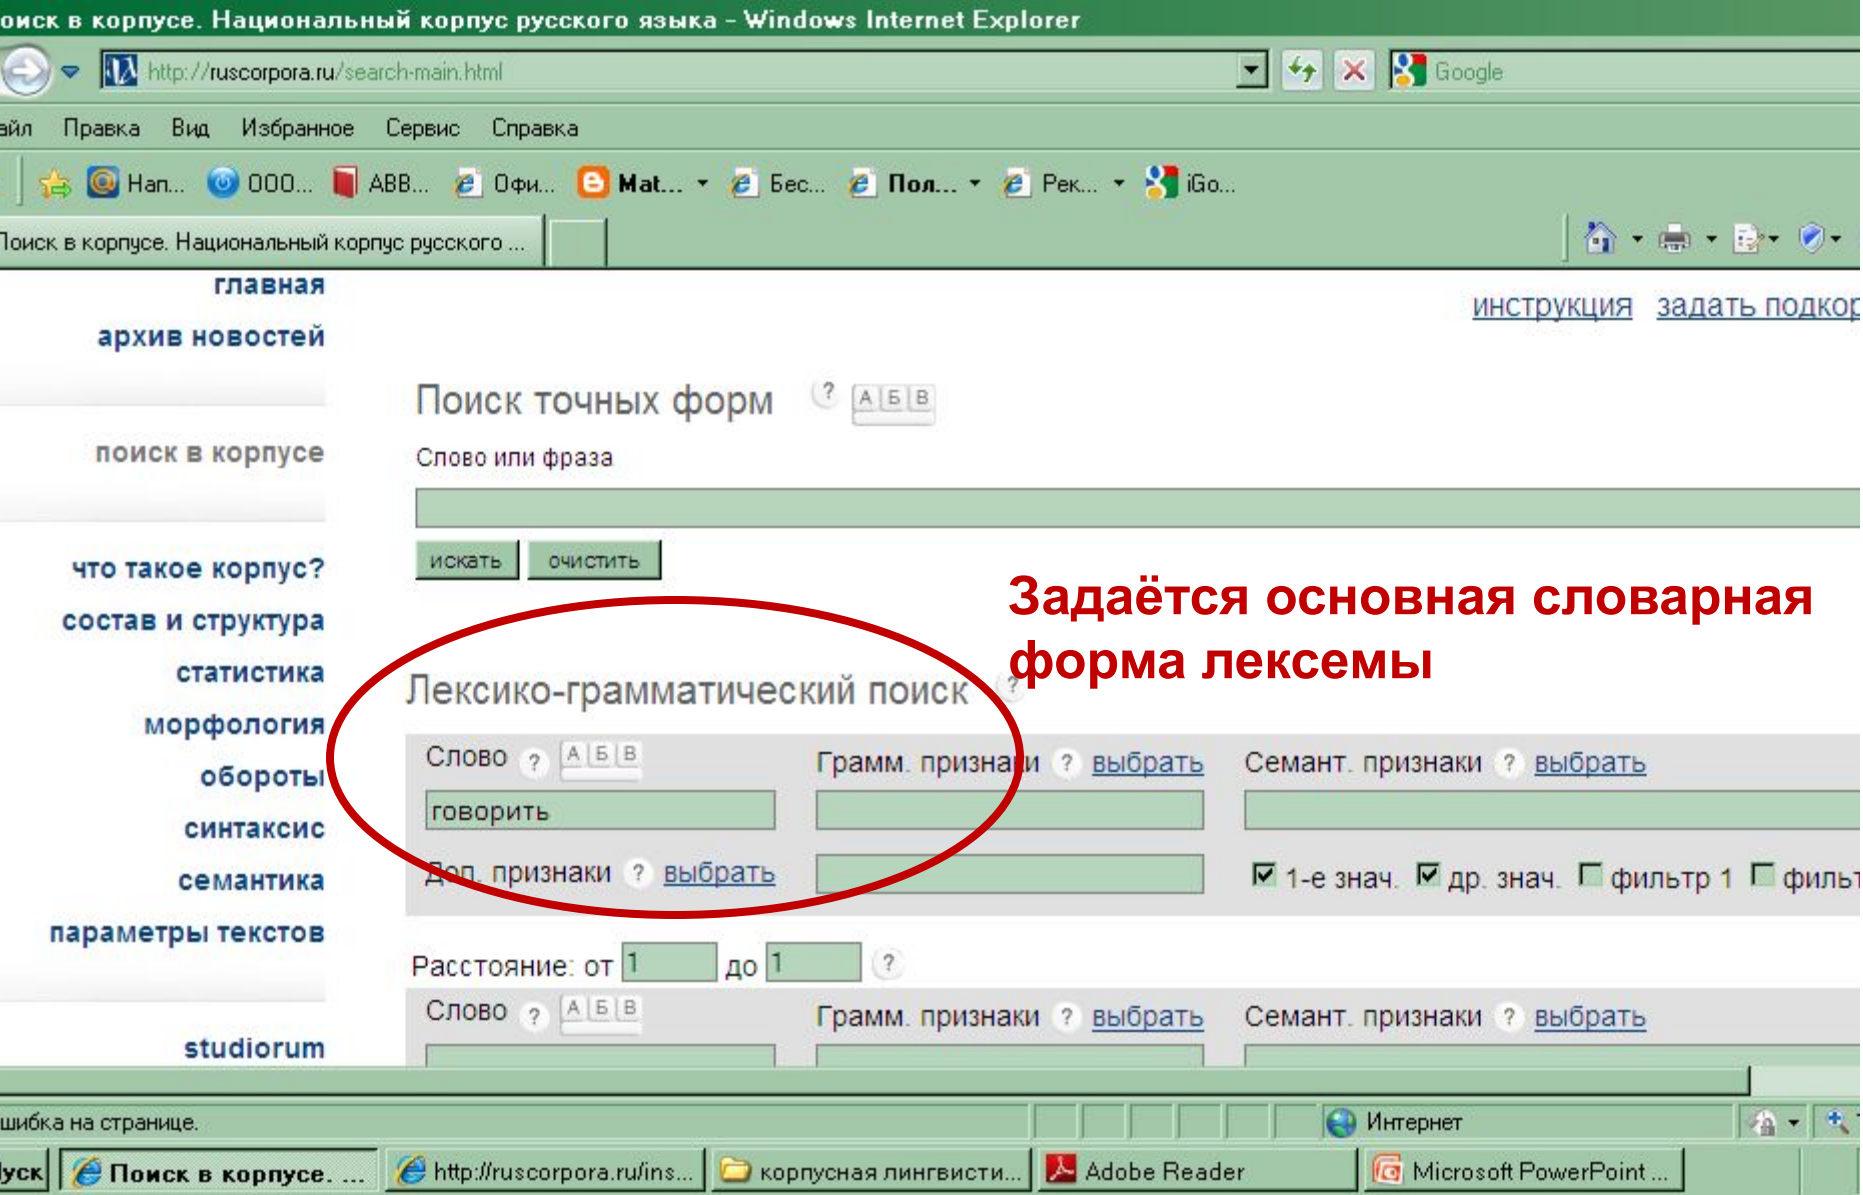 оиск в корпусе. Национальный корпус русского языка - Windows Internet Explorer
http://ruscorpora.ru/search-main.html
Google
айл Правка Вид Избранное Сервис Справка
Нап... ООО... ABB... Офи... Mat... Бес... Пол... Рек... iGo...
Поиск в корпусе. Национальный корпус русского ...
главная
инструкция задать подкор
архив новостей
Поиск точных форм ? А Б В
поиск в корпусе
Слово или фраза
искать очистить
что такое корпус?
Задаётся основная словарная
форма лексемы
состав и структура
статистика
Лексико-грамматический поиск ?
морфология
Слово ? А Б В Грамм. признаки ? выбрать Семант. признаки ? выбрать
обороты
говорить
синтаксис
Доп. признаки ? выбрать 1-е знач. др. знач. фильтр 1 фильт
семантика
параметры текстов
Расстояние: от 1 до 1 ?
Слово ? А Б В Грамм. признаки ? выбрать Семант. признаки ? выбрать
studiorum
шибка на странице.
Интернет
уск Поиск в корпусе. ... http://ruscorpora.ru/ins... корпусная лингвисти... Adobe Reader Microsoft PowerPoint ...